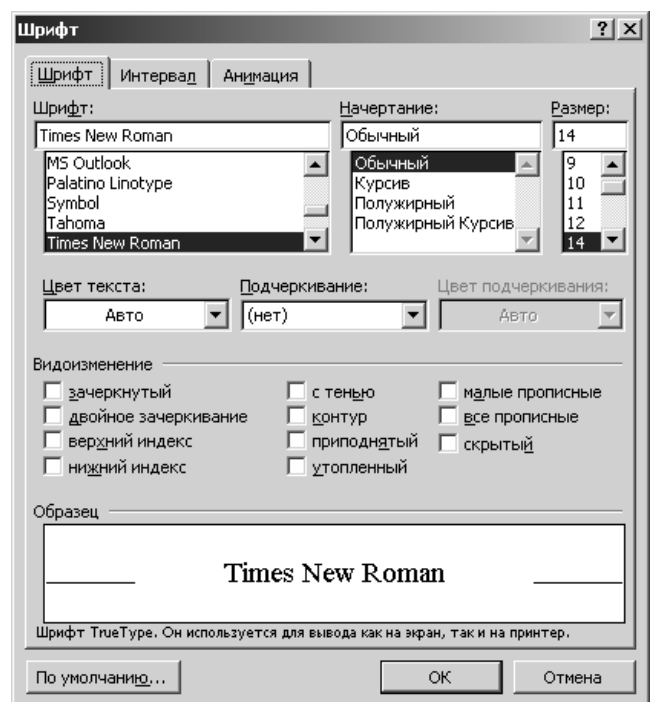 Шрифт
Шрифт Интервал Анимация
Шрифт: Начертание: Размер:
Times New Roman Обычный 14
MS Outlook Обычный 9
Palatino Linotype Курсив 10
Symbol Полужирный 11
Tahoma Полужирный Курсив 12
Times New Roman 14
Цвет текста: Подчеркивание: Цвет подчеркивания:
Авто (нет) Авто
Видоизменение
зачеркнутый с тенью малые прописные
двойное зачеркивание контур все прописные
верхний индекс приподнятый скрытый
нижний индекс утопленный
Образец
Times New Roman
Шрифт TrueType. Он используется для вывода как на экран, так и на принтер.
По умолчанию... ОК Отмена